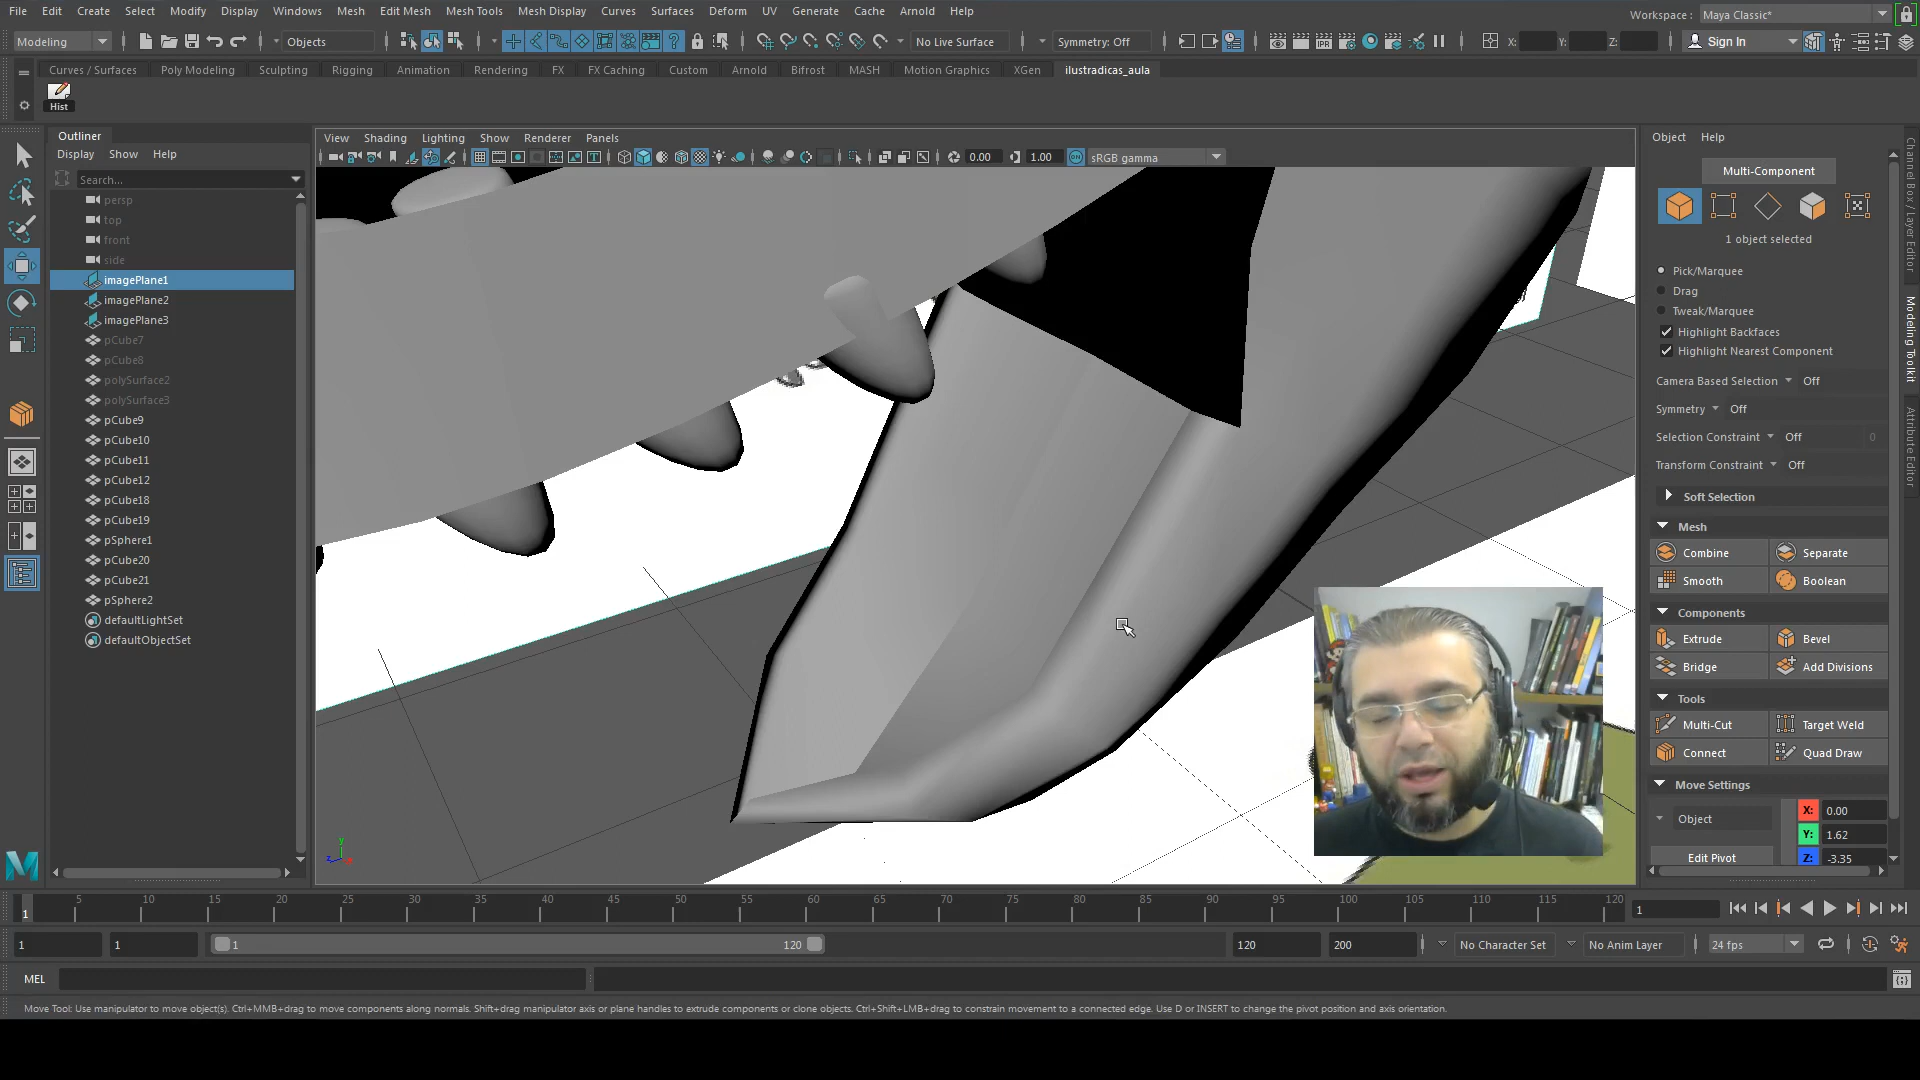 File Edit Create Select Modify Display Windows Mesh Edit Mesh Mesh Tools Mesh Display Curves Surfaces Deform UV Generate Cache Arnold Help
Workspace : Maya Classic*
Modeling Objects No Live Surface Symmetry: Off X: Y: Z: Sign In
Curves / Surfaces Poly Modeling Sculpting Rigging Animation Rendering FX FX Caching Custom Arnold Bifrost MASH Motion Graphics XGen ilustradicas_aula
Hist
Outliner
Display Show Help
Search...
persp
top
front
side
imagePlane1
imagePlane2
imagePlane3
pCube7
pCube8
polySurface2
polySurface3
pCube9
pCube10
pCube11
pCube12
pCube18
pCube19
pSphere1
pCube20
pCube21
pSphere2
defaultLightSet
defaultObjectSet
View Shading Lighting Show Renderer Panels
0.00 1.00 sRGB gamma
Object Help
Multi-Component
1 object selected
Pick/Marquee
Drag
Tweak/Marquee
Highlight Backfaces
Highlight Nearest Component
Camera Based Selection Off
Symmetry Off
Selection Constraint Off 0
Transform Constraint Off
Soft Selection
Mesh
Combine Separate
Smooth Boolean
Components
Extrude Bevel
Bridge Add Divisions
Tools
Multi-Cut Target Weld
Connect Quad Draw
Move Settings
Object X: 0.00
Y: 1.62
Edit Pivot Z: -3.35
Channel Box / Layer Editor
Modeling Toolkit
Attribute Editor
y
z
1 5 10 15 20 25 30 35 40 45 50 55 60 65 70 75 80 85 90 95 100 105 110 115 120 1
1 1 1 120 120 200 No Character Set No Anim Layer 24 fps
MEL
Move Tool: Use manipulator to move object(s). Ctrl+MMB+drag to move components along normals. Shift+drag manipulator axis or plane handles to extrude components or clone objects. Ctrl+Shift+LMB+drag to constrain movement to a connected edge. Use D or INSERT to change the pivot position and axis orientation.